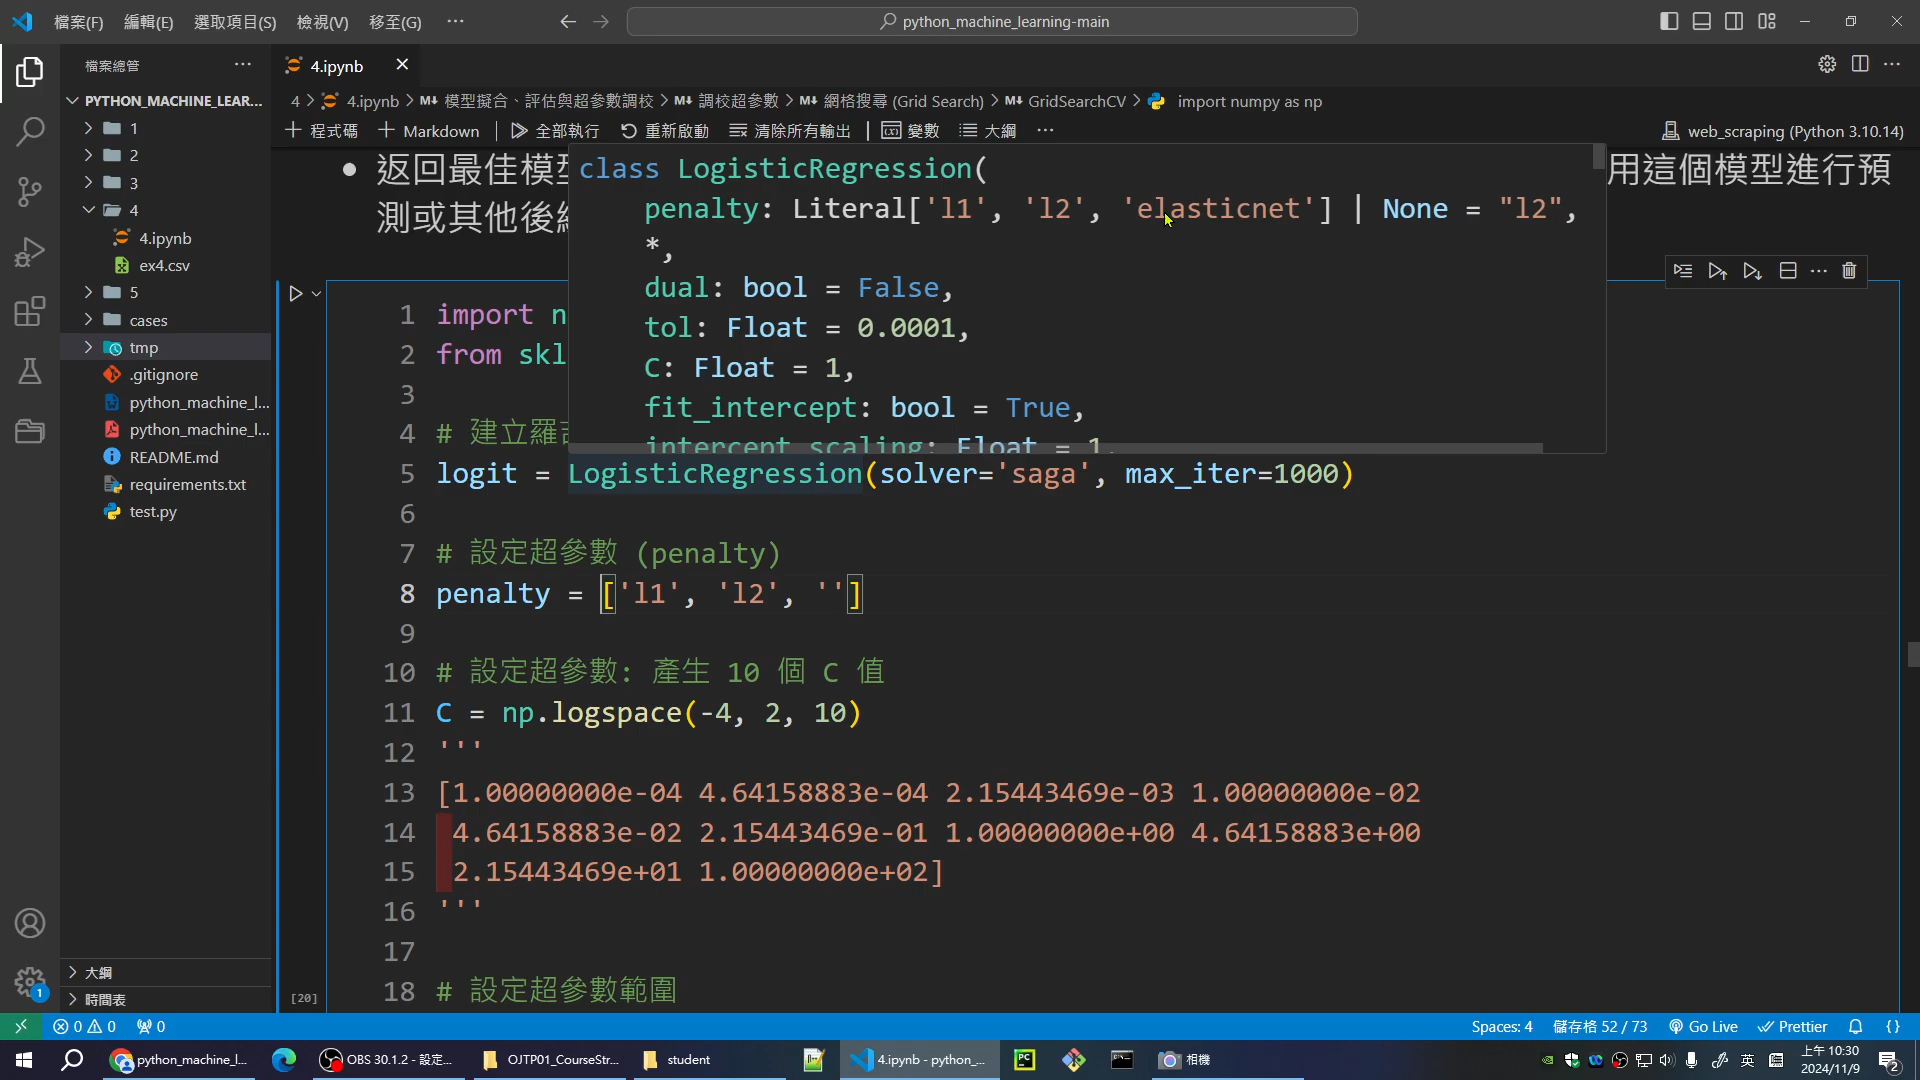 檔案(F) 編輯(E) 選取項目(S) 檢視(V) 移至(G) ··· python_machine_learning-main
檔案總管 ···
4.ipynb
PYTHON_MACHINE_LEAR...
4 > 4.ipynb > M↓ 模型擬合、評估與超參數調校 > M↓ 調校超參數 > M↓ 網格搜尋 (Grid Search) > M↓ GridSearchCV > import numpy as np
+ 程式碼 + Markdown 全部執行 重新啟動 清除所有輸出 變數 大綱 ··· web_scraping (Python 3.10.14)
1
2
3
4
4.ipynb
ex4.csv
5
cases
tmp
.gitignore
python_machine_l...
python_machine_l...
README.md
requirements.txt
test.py
大綱
時間表
返回最佳模型
用這個模型進行預
測或其他後
class LogisticRegression(
penalty: Literal['l1', 'l2', 'elasticnet'] | None = "l2",
*,
dual: bool = False,
tol: Float = 0.0001,
C: Float = 1,
fit_intercept: bool = True,
intercept_scaling: Float = 1,
1 import n
2 from skl
3
4 # 建立羅
5 logit = LogisticRegression(solver='saga', max_iter=1000)
6
7 # 設定超參數 (penalty)
8 penalty = ['l1', 'l2', '']
9
10 # 設定超參數: 產生 10 個 C 值
11 C = np.logspace(-4, 2, 10)
12 '''
13 [1.00000000e-04 4.64158883e-04 2.15443469e-03 1.00000000e-02
14 4.64158883e-02 2.15443469e-01 1.00000000e+00 4.64158883e+00
15 2.15443469e+01 1.00000000e+02]
16 '''
17
18 # 設定超參數範圍
[20]
1
0 0 0 Spaces: 4 儲存格 52 / 73 Go Live Prettier {}
python_machine_l... OBS 30.1.2 - 設定... OJTP01_CourseStr... student 4.ipynb - python_... PC 相機 英 上午 10:30
2024/11/9 2